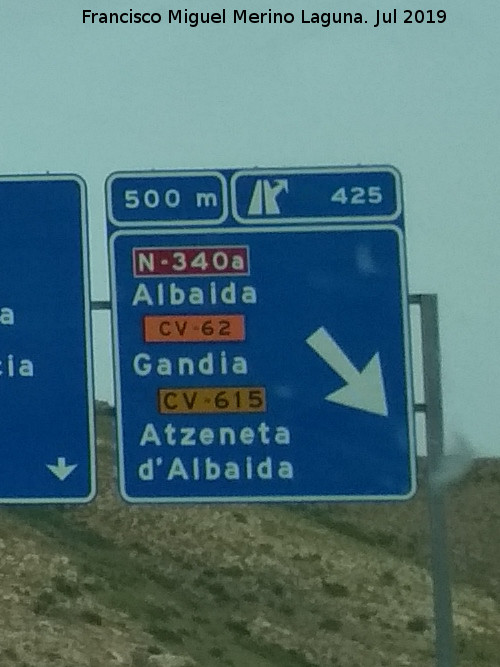 Francisco Miguel Merino Laguna. Jul 2019
500 m 425
N-340a
Albaida
CV-62
Gandia
CV-615
Atzeneta
d'Albaida